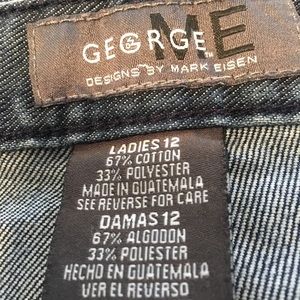 GEORGE ME
DESIGNS BY MARK EISEN
LADIES 12
67% COTTON
33% POLYESTER
MADE IN GUATEMALA
SEE REVERSE FOR CARE
DAMAS 12
67% ALGODON
33% POLIESTER
HECHO EN GUATEMALA
VER EL REVERSO